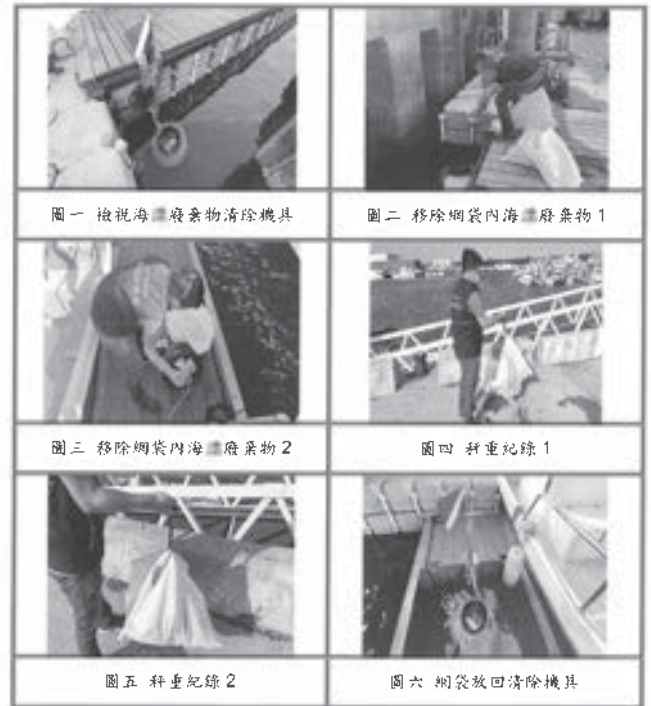 圖一 檢視海廢棄物清除機具
圖二 移除網袋內海廢棄物 1
圖三 移除網袋內海廢棄物 2
圖四 秤重紀錄 1
圖五 秤重紀錄 2
圖六 網袋放回清除機具